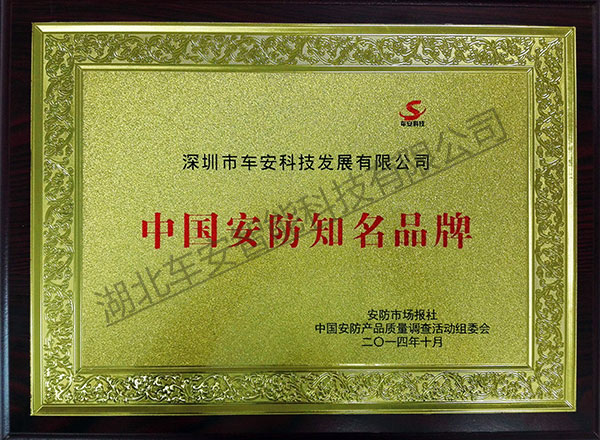 车安科技
深圳市车安科技发展有限公司
中国安防知名品牌
湖北车安智能科技有限公司
安防市场报社
中国安防产品质量调查活动组委会
二〇一四年十月